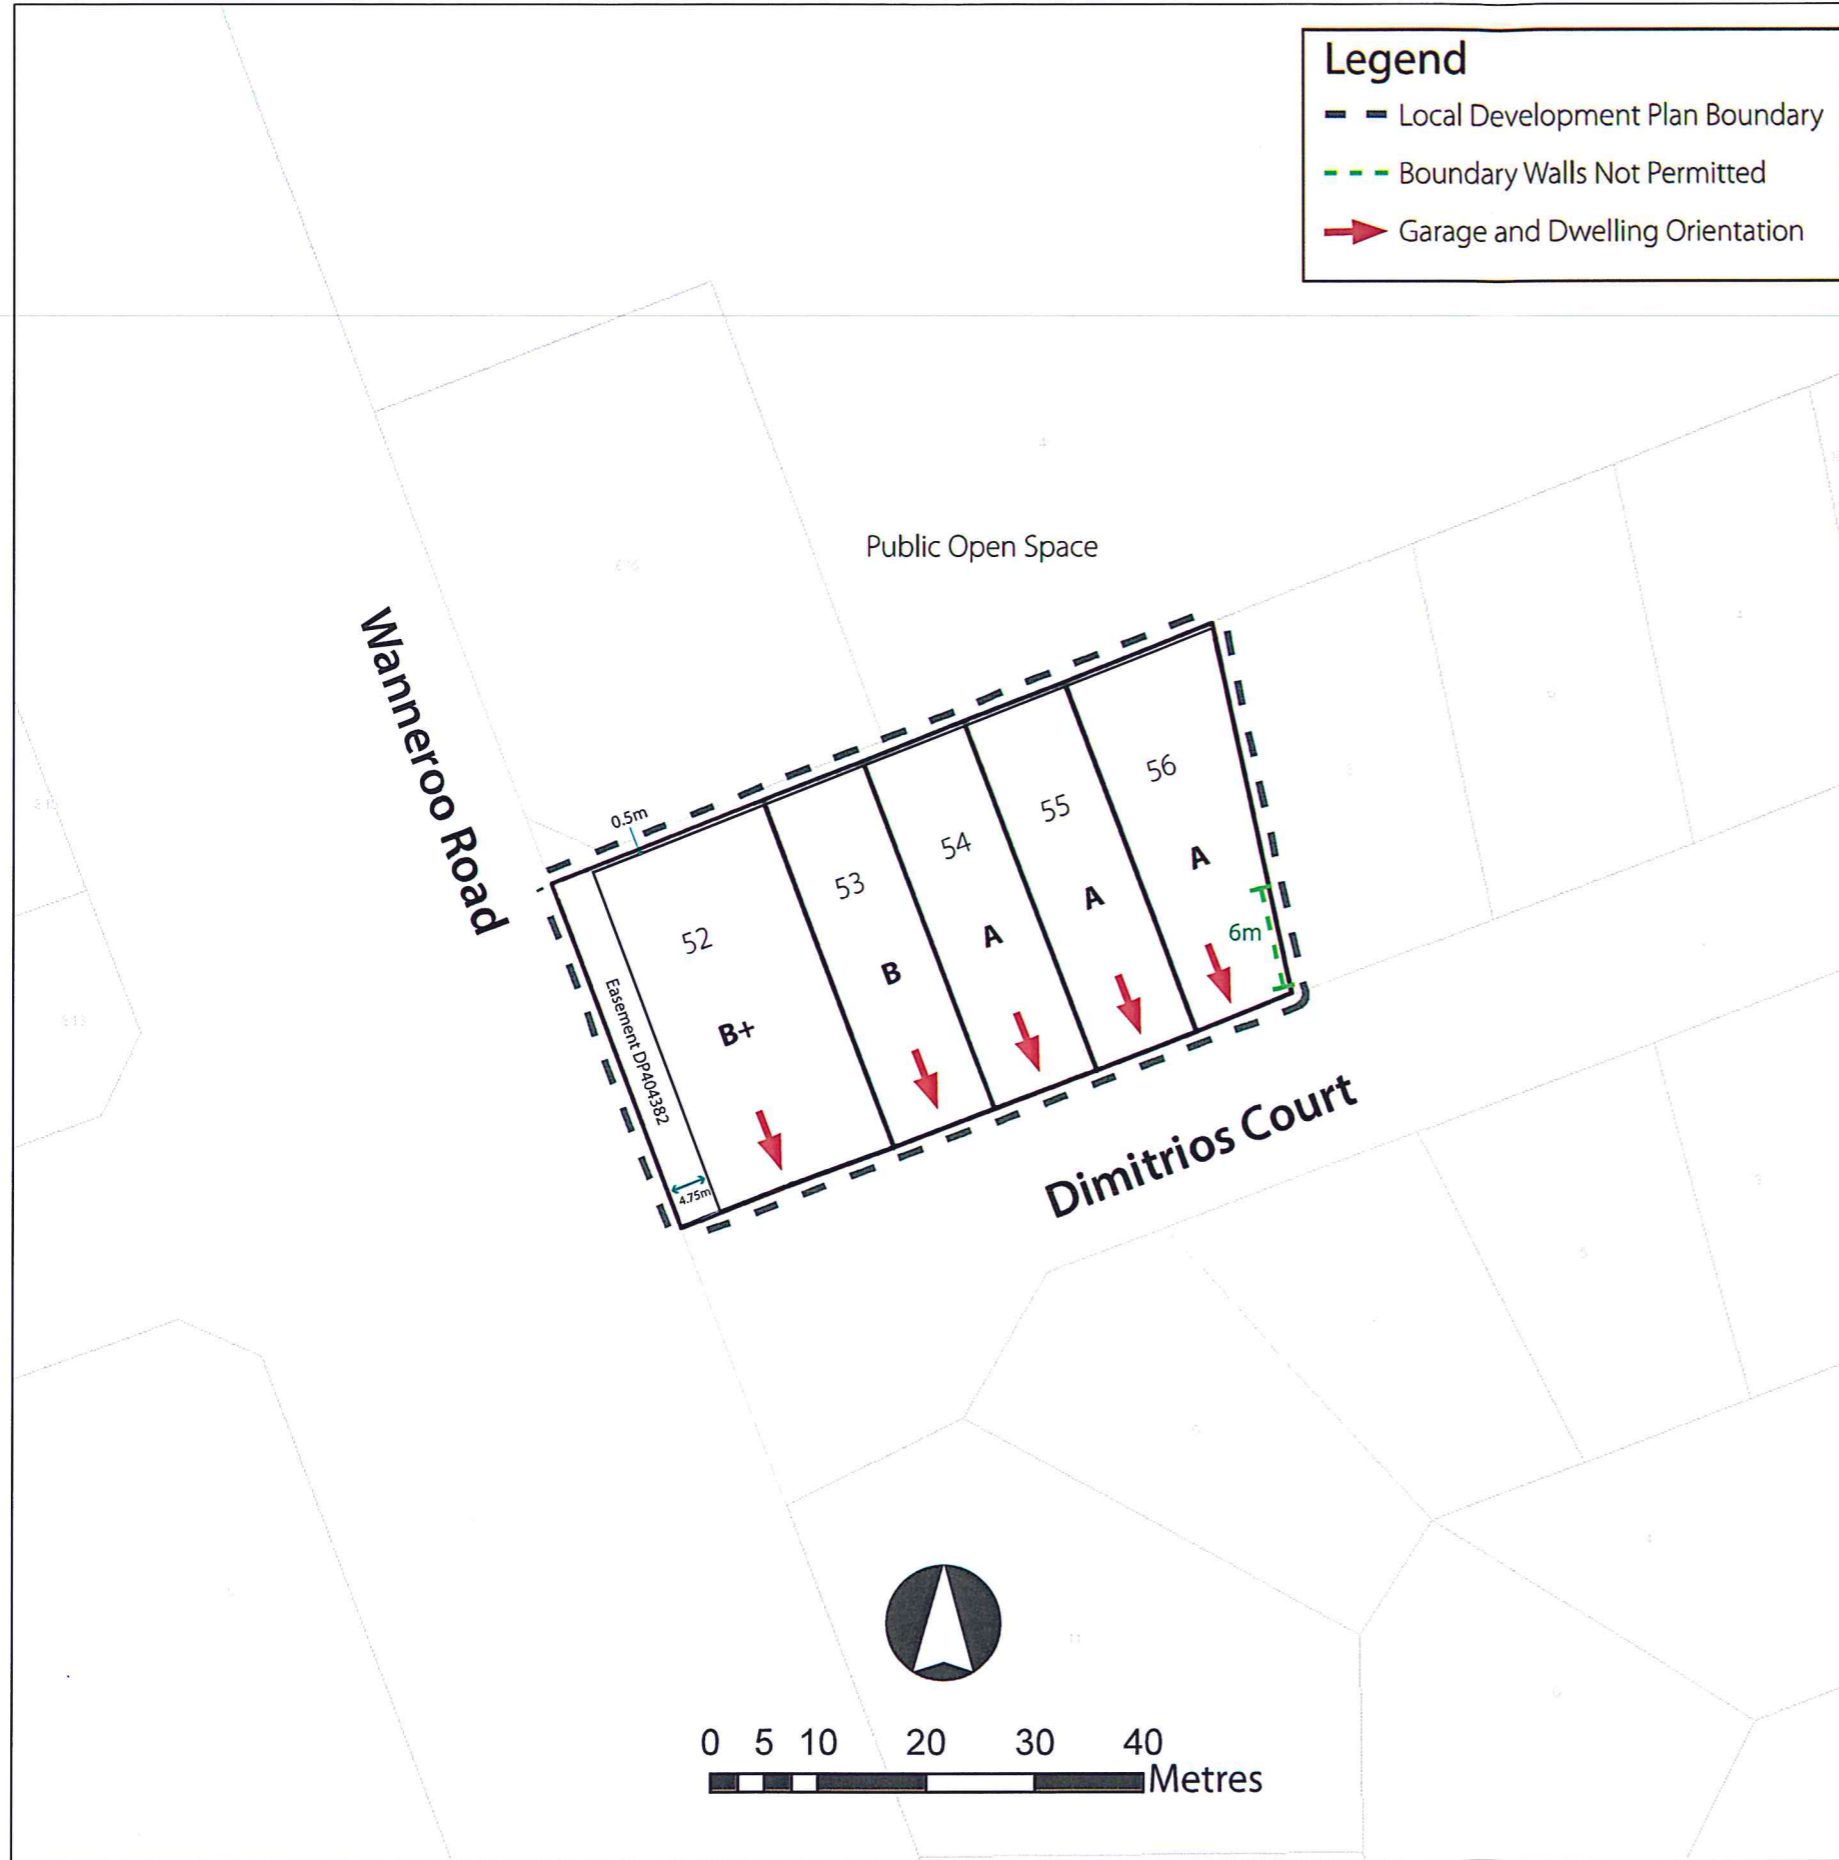 Legend
Local Development Plan Boundary
Boundary Walls Not Permitted
Garage and Dwelling Orientation
Public Open Space
Wanneroo Road
0.5m
52
B+
53
B
54
A
55
A
56
A
6m
Easement DP404382
4.75m
Dimitrios Court
0 5 10 20 30 40
Metres